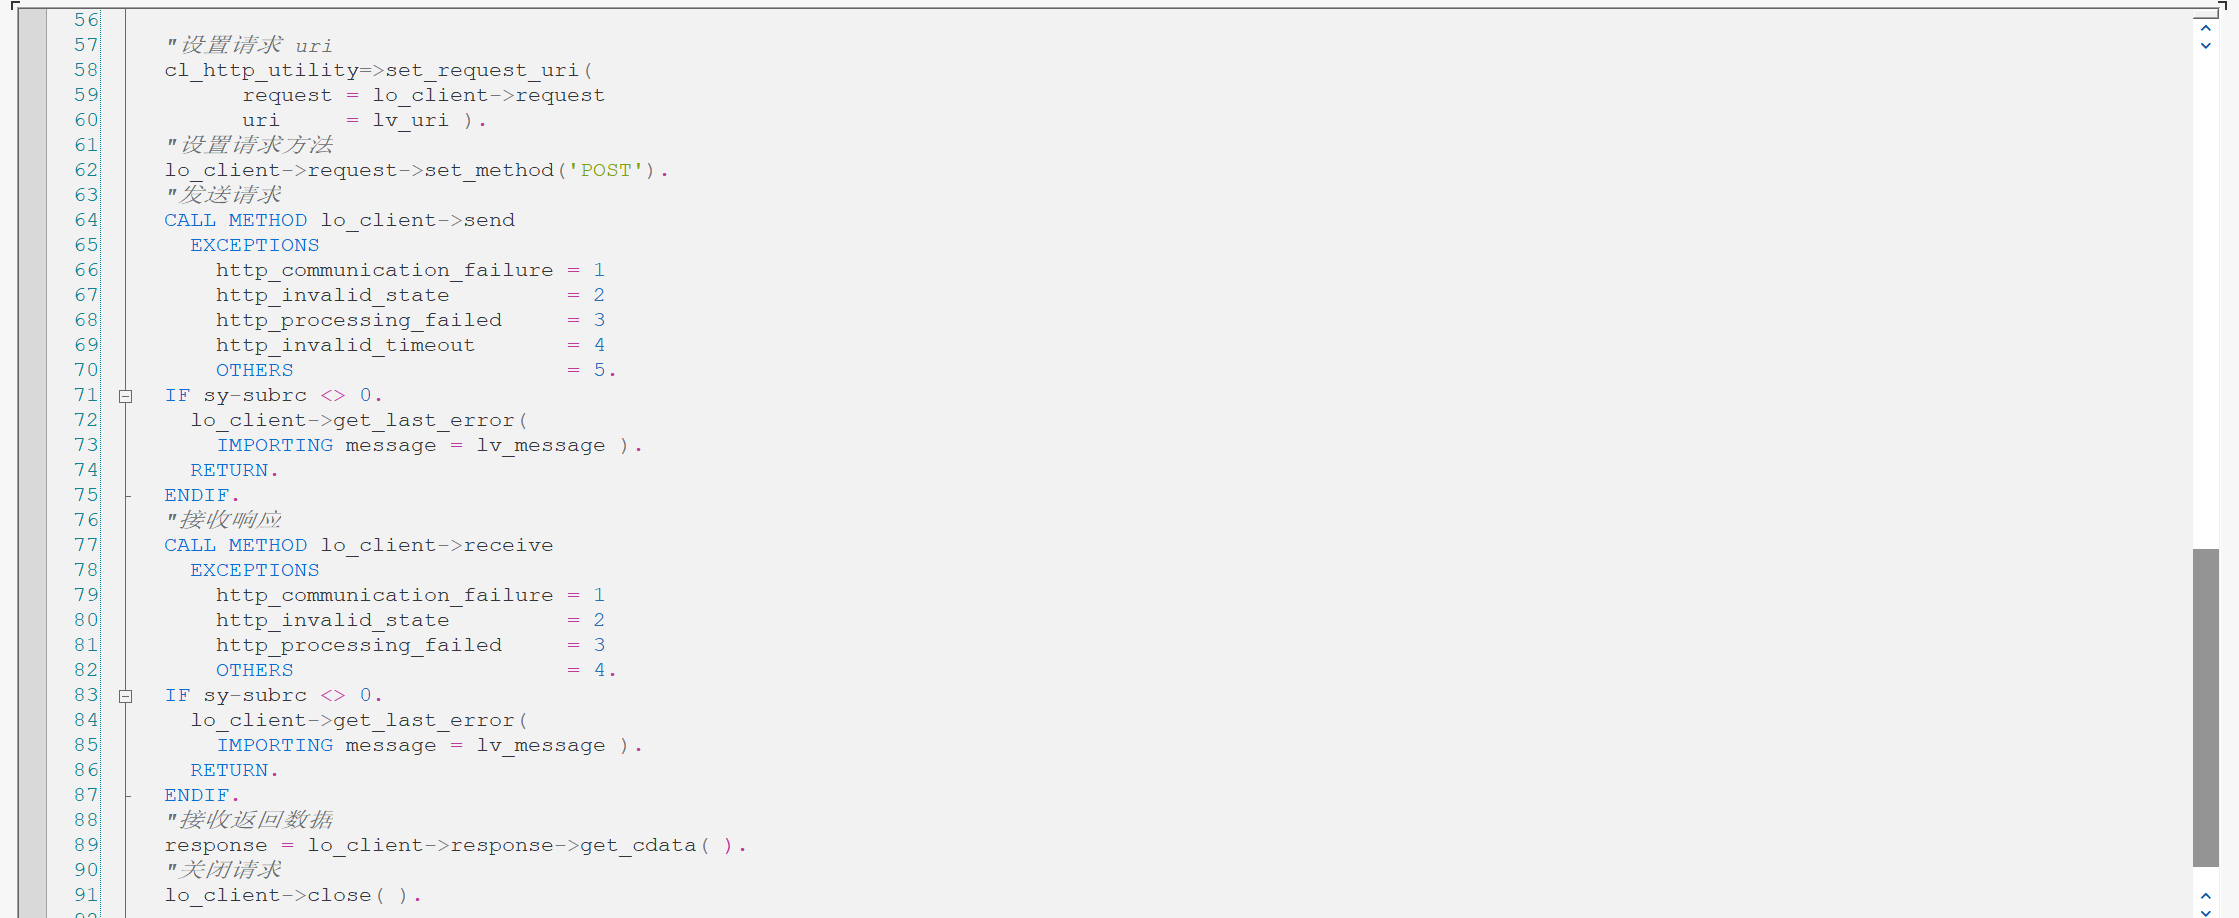 56
57 "设置请求 uri
58 cl_http_utility=>set_request_uri(
59 request = lo_client->request
60 uri = lv_uri ).
61 "设置请求方法
62 lo_client->request->set_method('POST').
63 "发送请求
64 CALL METHOD lo_client->send
65 EXCEPTIONS
66 http_communication_failure = 1
67 http_invalid_state = 2
68 http_processing_failed = 3
69 http_invalid_timeout = 4
70 OTHERS = 5.
71 IF sy-subrc <> 0.
72 lo_client->get_last_error(
73 IMPORTING message = lv_message ).
74 RETURN.
75 ENDIF.
76 "接收响应
77 CALL METHOD lo_client->receive
78 EXCEPTIONS
79 http_communication_failure = 1
80 http_invalid_state = 2
81 http_processing_failed = 3
82 OTHERS = 4.
83 IF sy-subrc <> 0.
84 lo_client->get_last_error(
85 IMPORTING message = lv_message ).
86 RETURN.
87 ENDIF.
88 "接收返回数据
89 response = lo_client->response->get_cdata( ).
90 "关闭请求
91 lo_client->close( ).